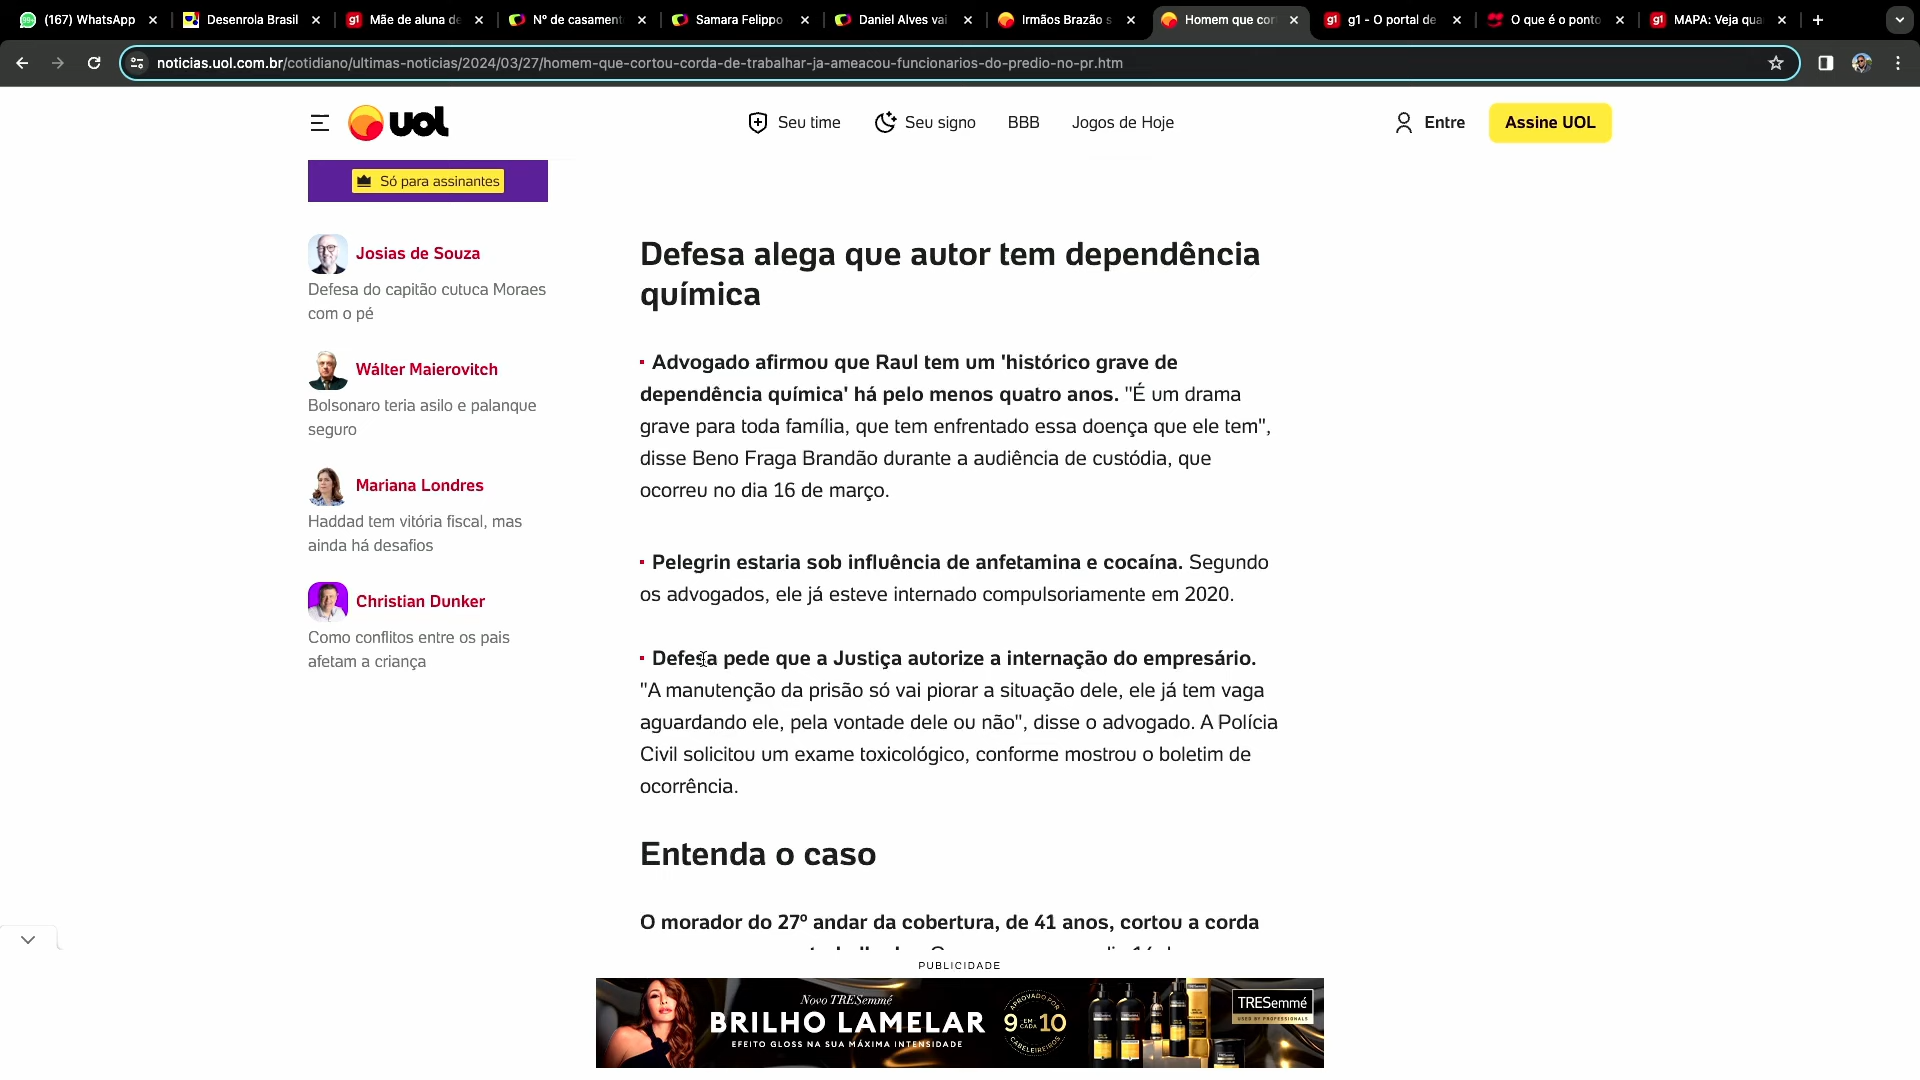 (167) WhatsApp
Desenrola Brasil
g1 Mãe de aluna de
Nº de casament
Samara Felippo
Daniel Alves vai
Irmãos Brazão s
Homem que cor
g1 g1 - O portal de
O que é o ponto
g1 MAPA: Veja qua
noticias.uol.com.br/cotidiano/ultimas-noticias/2024/03/27/homem-que-cortou-corda-de-trabalhar-ja-ameacou-funcionarios-do-predio-no-pr.htm
uol
Seu time
Seu signo
BBB
Jogos de Hoje
Entre
Assine UOL
Só para assinantes
Josias de Souza
Defesa do capitão cutuca Moraes
com o pé
Wálter Maierovitch
Bolsonaro teria asilo e palanque
seguro
Mariana Londres
Haddad tem vitória fiscal, mas
ainda há desafios
Christian Dunker
Como conflitos entre os pais
afetam a criança
Defesa alega que autor tem dependência
química
Advogado afirmou que Raul tem um 'histórico grave de
dependência química' há pelo menos quatro anos. "É um drama
grave para toda família, que tem enfrentado essa doença que ele tem",
disse Beno Fraga Brandão durante a audiência de custódia, que
ocorreu no dia 16 de março.
Pelegrin estaria sob influência de anfetamina e cocaína. Segundo
os advogados, ele já esteve internado compulsoriamente em 2020.
Defesa pede que a Justiça autorize a internação do empresário.
"A manutenção da prisão só vai piorar a situação dele, ele já tem vaga
aguardando ele, pela vontade dele ou não", disse o advogado. A Polícia
Civil solicitou um exame toxicológico, conforme mostrou o boletim de
ocorrência.
Entenda o caso
O morador do 27º andar da cobertura, de 41 anos, cortou a corda
PUBLICIDADE
Novo TRESemmé
BRILHO LAMELAR
EFEITO GLOSS NA SUA MÁXIMA INTENSIDADE
APROVADO POR
9 EM CADA 10
CABELEIREIROS
TRESemmé
USED BY PROFESSIONALS